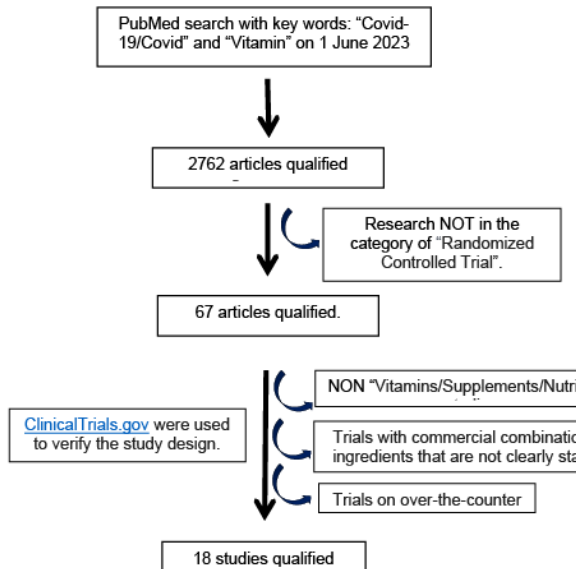 PubMed search with key words: “Covid-
19/Covid” and “Vitamin” on 1 June 2023
2762 articles qualified
Research NOT in the
category of “Randomized
Controlled Trial”.
67 articles qualified.
NON “Vitamins/Supplements/Nutri
ClinicalTrials.gov were used
to verify the study design.
Trials with commercial combinatio
ingredients that are not clearly sta
Trials on over-the-counter
18 studies qualified